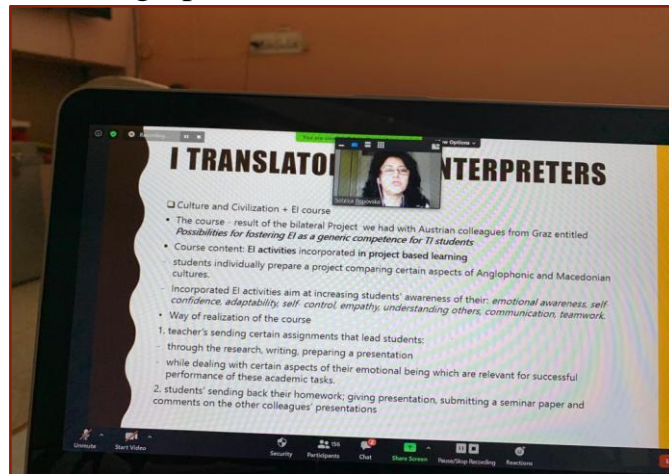 Recording...
I TRANSLATO NTERPRETERS
Culture and Civilization + EI course
• The course - result of the bilateral Project we had with Austrian colleagues from Graz entitled
Possibilities for fostering EI as a generic competence for TI students
• Course content: EI activities incorporated in project based learning
- students individually prepare a project comparing certain aspects of Anglophonic and Macedonian
cultures.
- Incorporated EI activities aim at increasing students' awareness of their: emotional awareness, self-
confidence, adaptability, self- control, empathy, understanding others, communication, teamwork.
• Way of realization of the course
1. teacher's sending certain assignments that lead students:
- through the research, writing, preparing a presentation
- while dealing with certain aspects of their emotional being which are relevant for successful
performance of these academic tasks.
2. students' sending back their homework; giving presentation, submitting a seminar paper and
comments on the other colleagues' presentations
Unmute Start Video Security Participants 156 Chat Share Screen Pause/Stop Recording Reactions